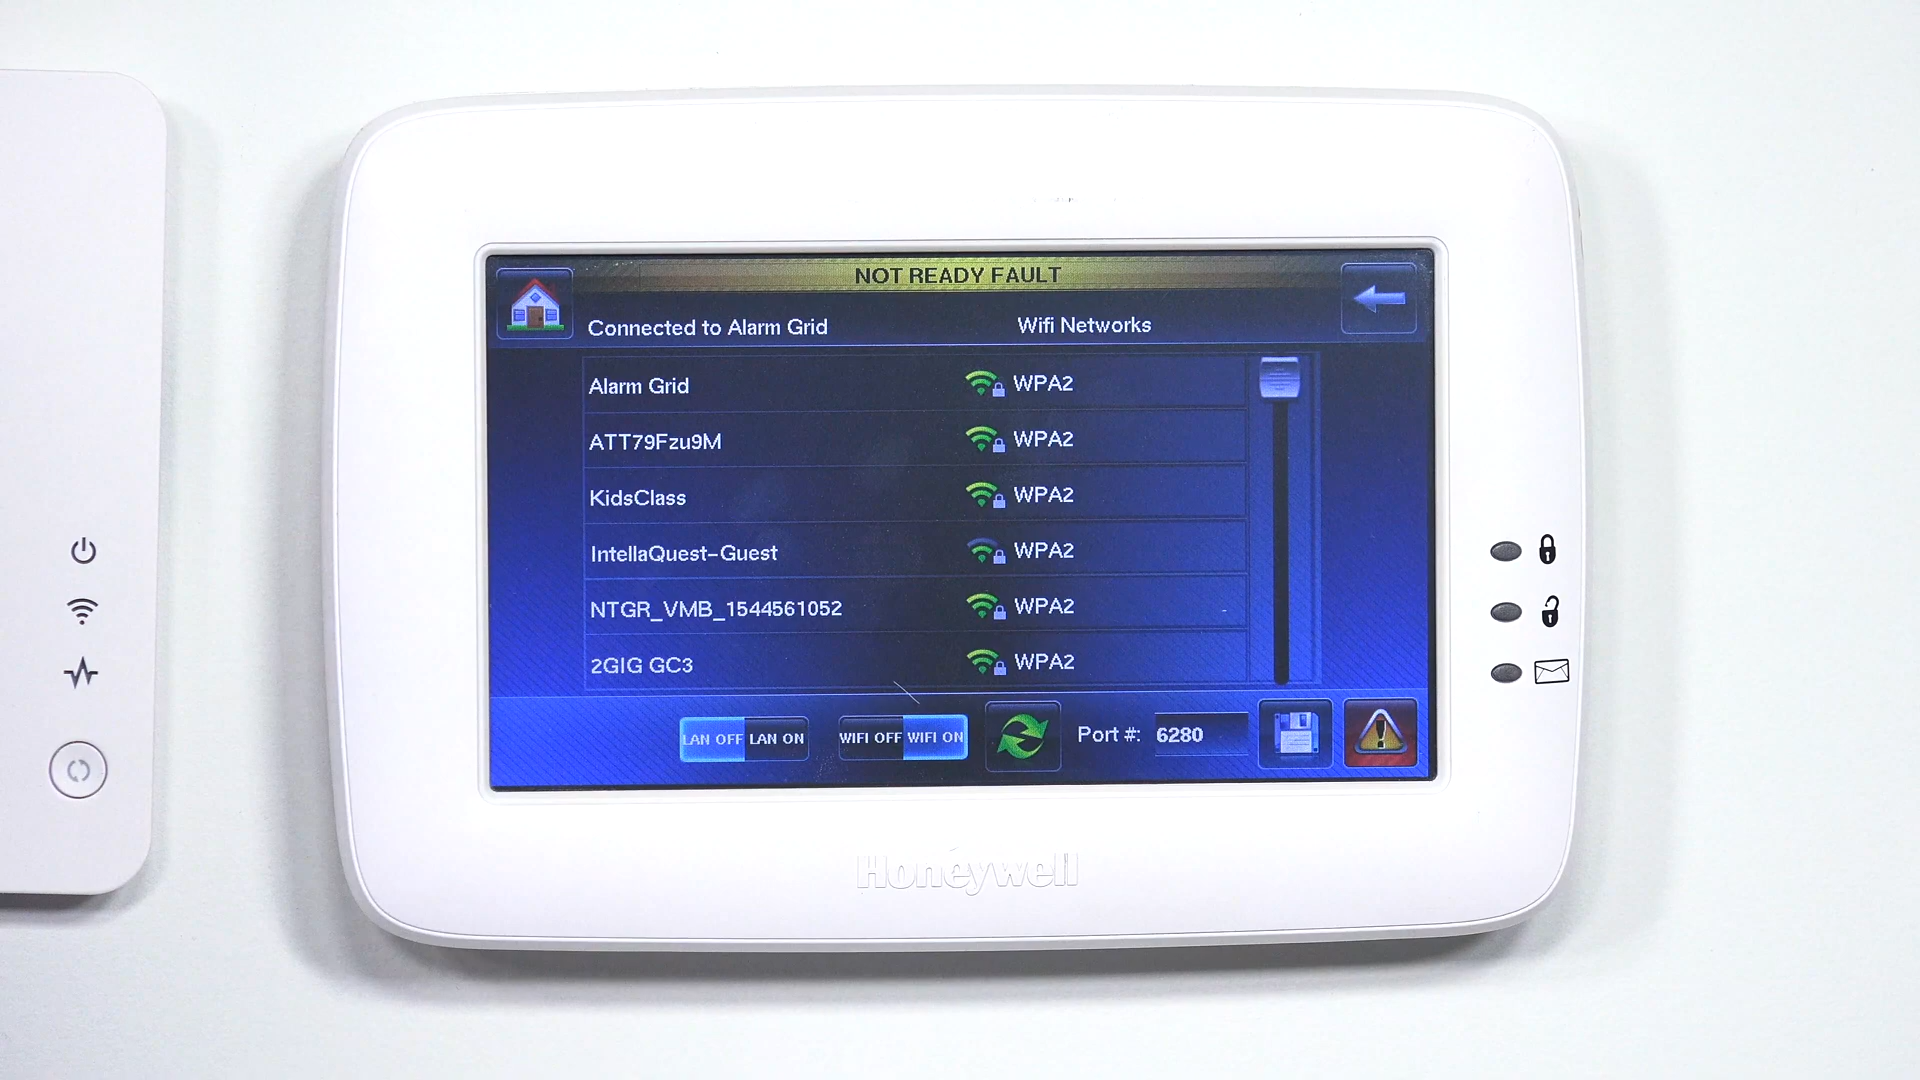 NOT READY FAULT
Connected to Alarm Grid Wifi Networks
Alarm Grid WPA2
ATT79Fzu9M WPA2
KidsClass WPA2
IntellaQuest-Guest WPA2
NTGR_VMB_1544561052 WPA2
2GIG GC3 WPA2
LAN OFF LAN ON WIFI OFF WIFI ON Port #: 6280
Honeywell